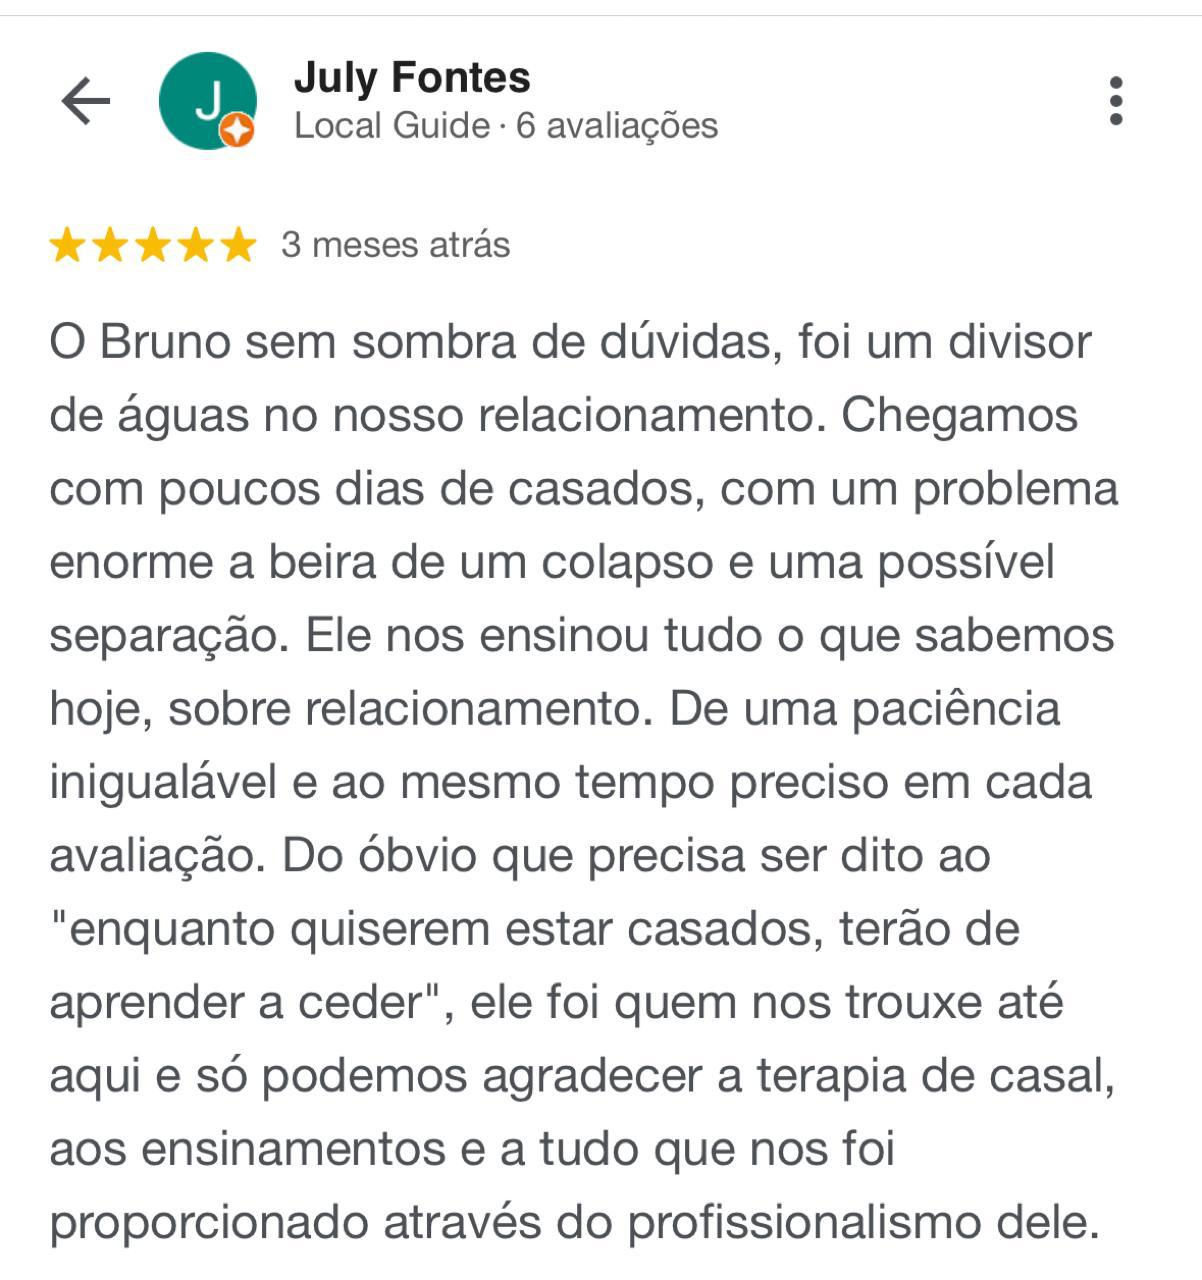 July Fontes
Local Guide · 6 avaliações
3 meses atrás
O Bruno sem sombra de dúvidas, foi um divisor
de águas no nosso relacionamento. Chegamos
com poucos dias de casados, com um problema
enorme a beira de um colapso e uma possível
separação. Ele nos ensinou tudo o que sabemos
hoje, sobre relacionamento. De uma paciência
inigualável e ao mesmo tempo preciso em cada
avaliação. Do óbvio que precisa ser dito ao
"enquanto quiserem estar casados, terão de
aprender a ceder", ele foi quem nos trouxe até
aqui e só podemos agradecer a terapia de casal,
aos ensinamentos e a tudo que nos foi
proporcionado através do profissionalismo dele.